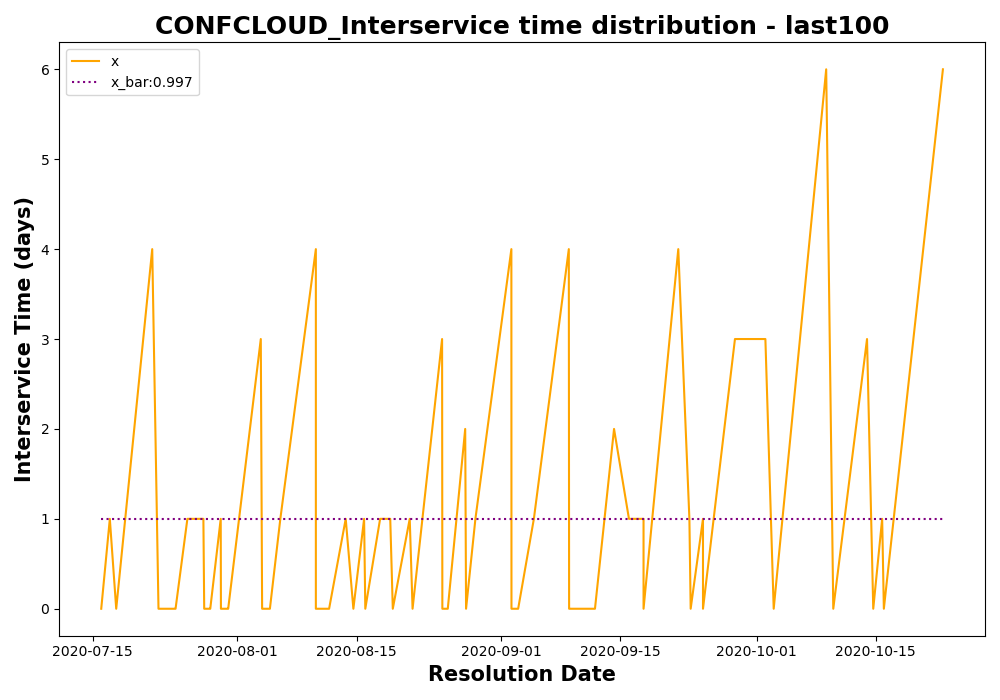 CONFCLOUD_Interservice time distribution - last100
x
x_bar:0.997
Interservice Time (days)
6
5
4
3
2
1
0
2020-07-15 2020-08-01 2020-08-15 2020-09-01 2020-09-15 2020-10-01 2020-10-15
Resolution Date